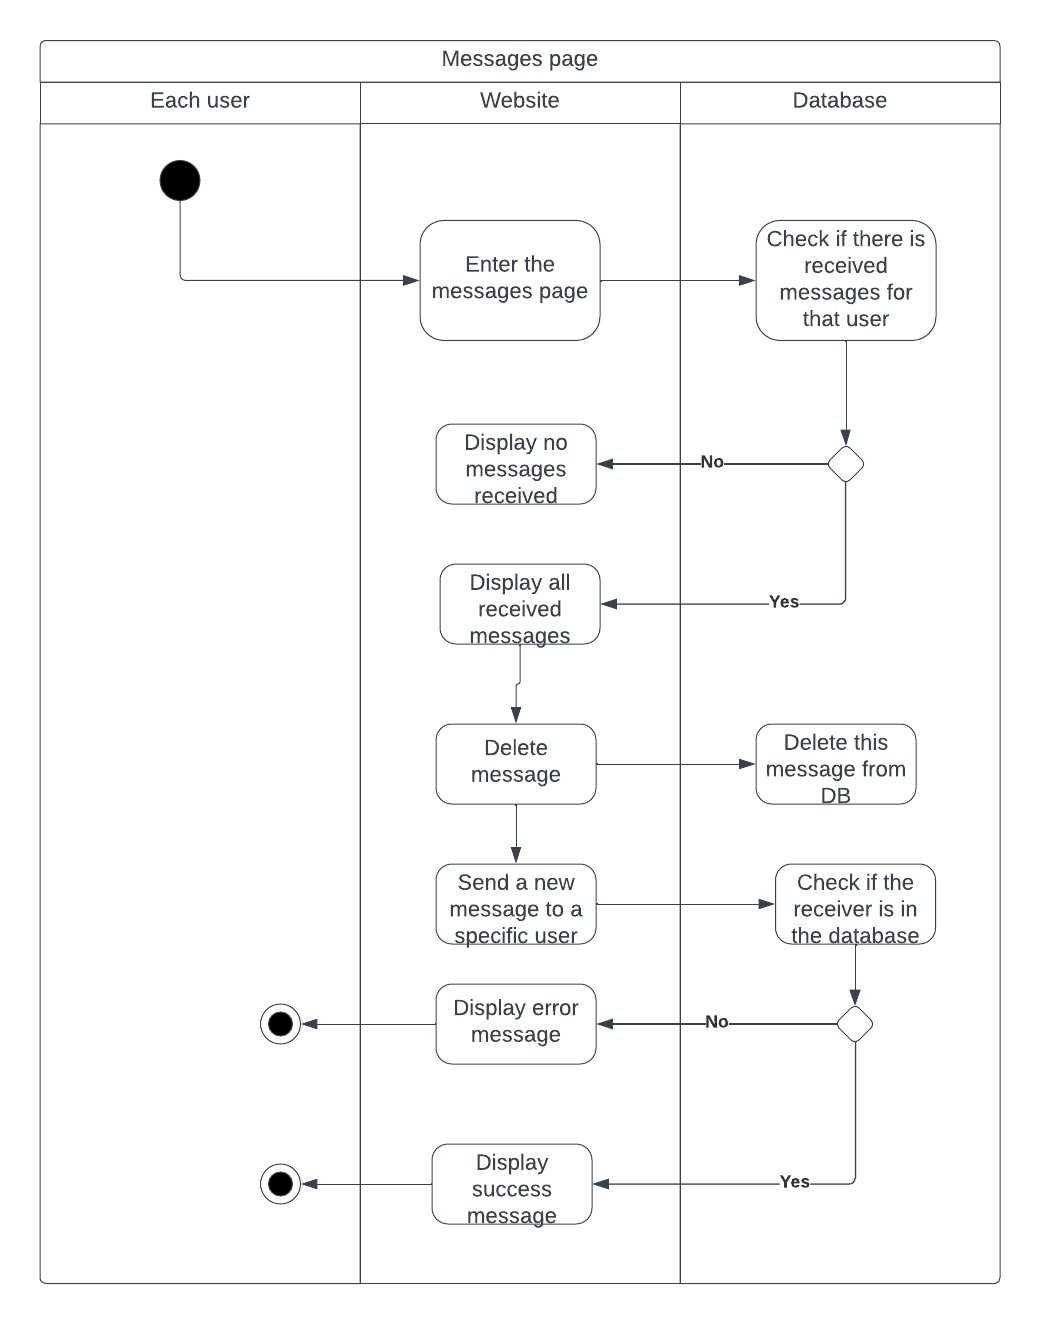 Messages page
Each user
Website
Database
Enter the
messages page
Check if there is
received
messages for
that user
Display no
messages
received
No
Display all
received
messages
Yes
Delete
message
Delete this
message from
DB
Send a new
message to a
specific user
Check if the
receiver is in
the database
Display error
message
No
Display
success
message
Yes